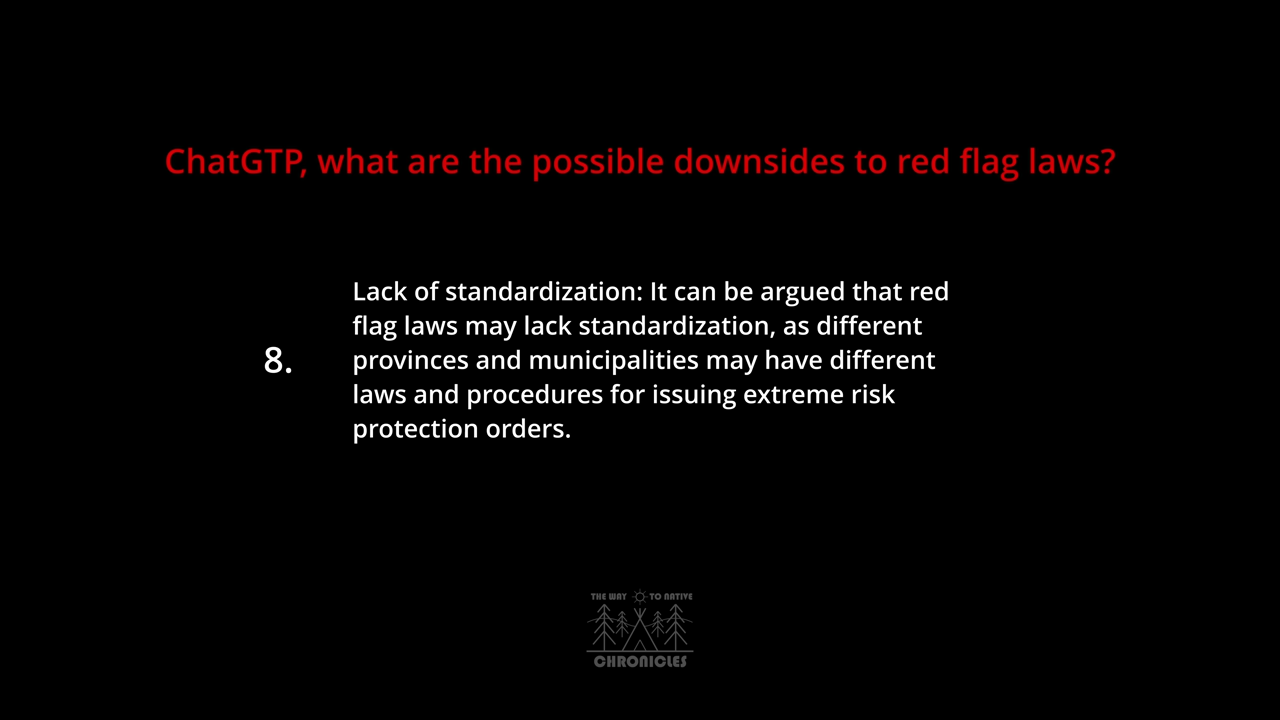 ChatGTP, what are the possible downsides to red flag laws?
8.
Lack of standardization: It can be argued that red
flag laws may lack standardization, as different
provinces and municipalities may have different
laws and procedures for issuing extreme risk
protection orders.
THE WAY TO NATIVE
CHRONICLES